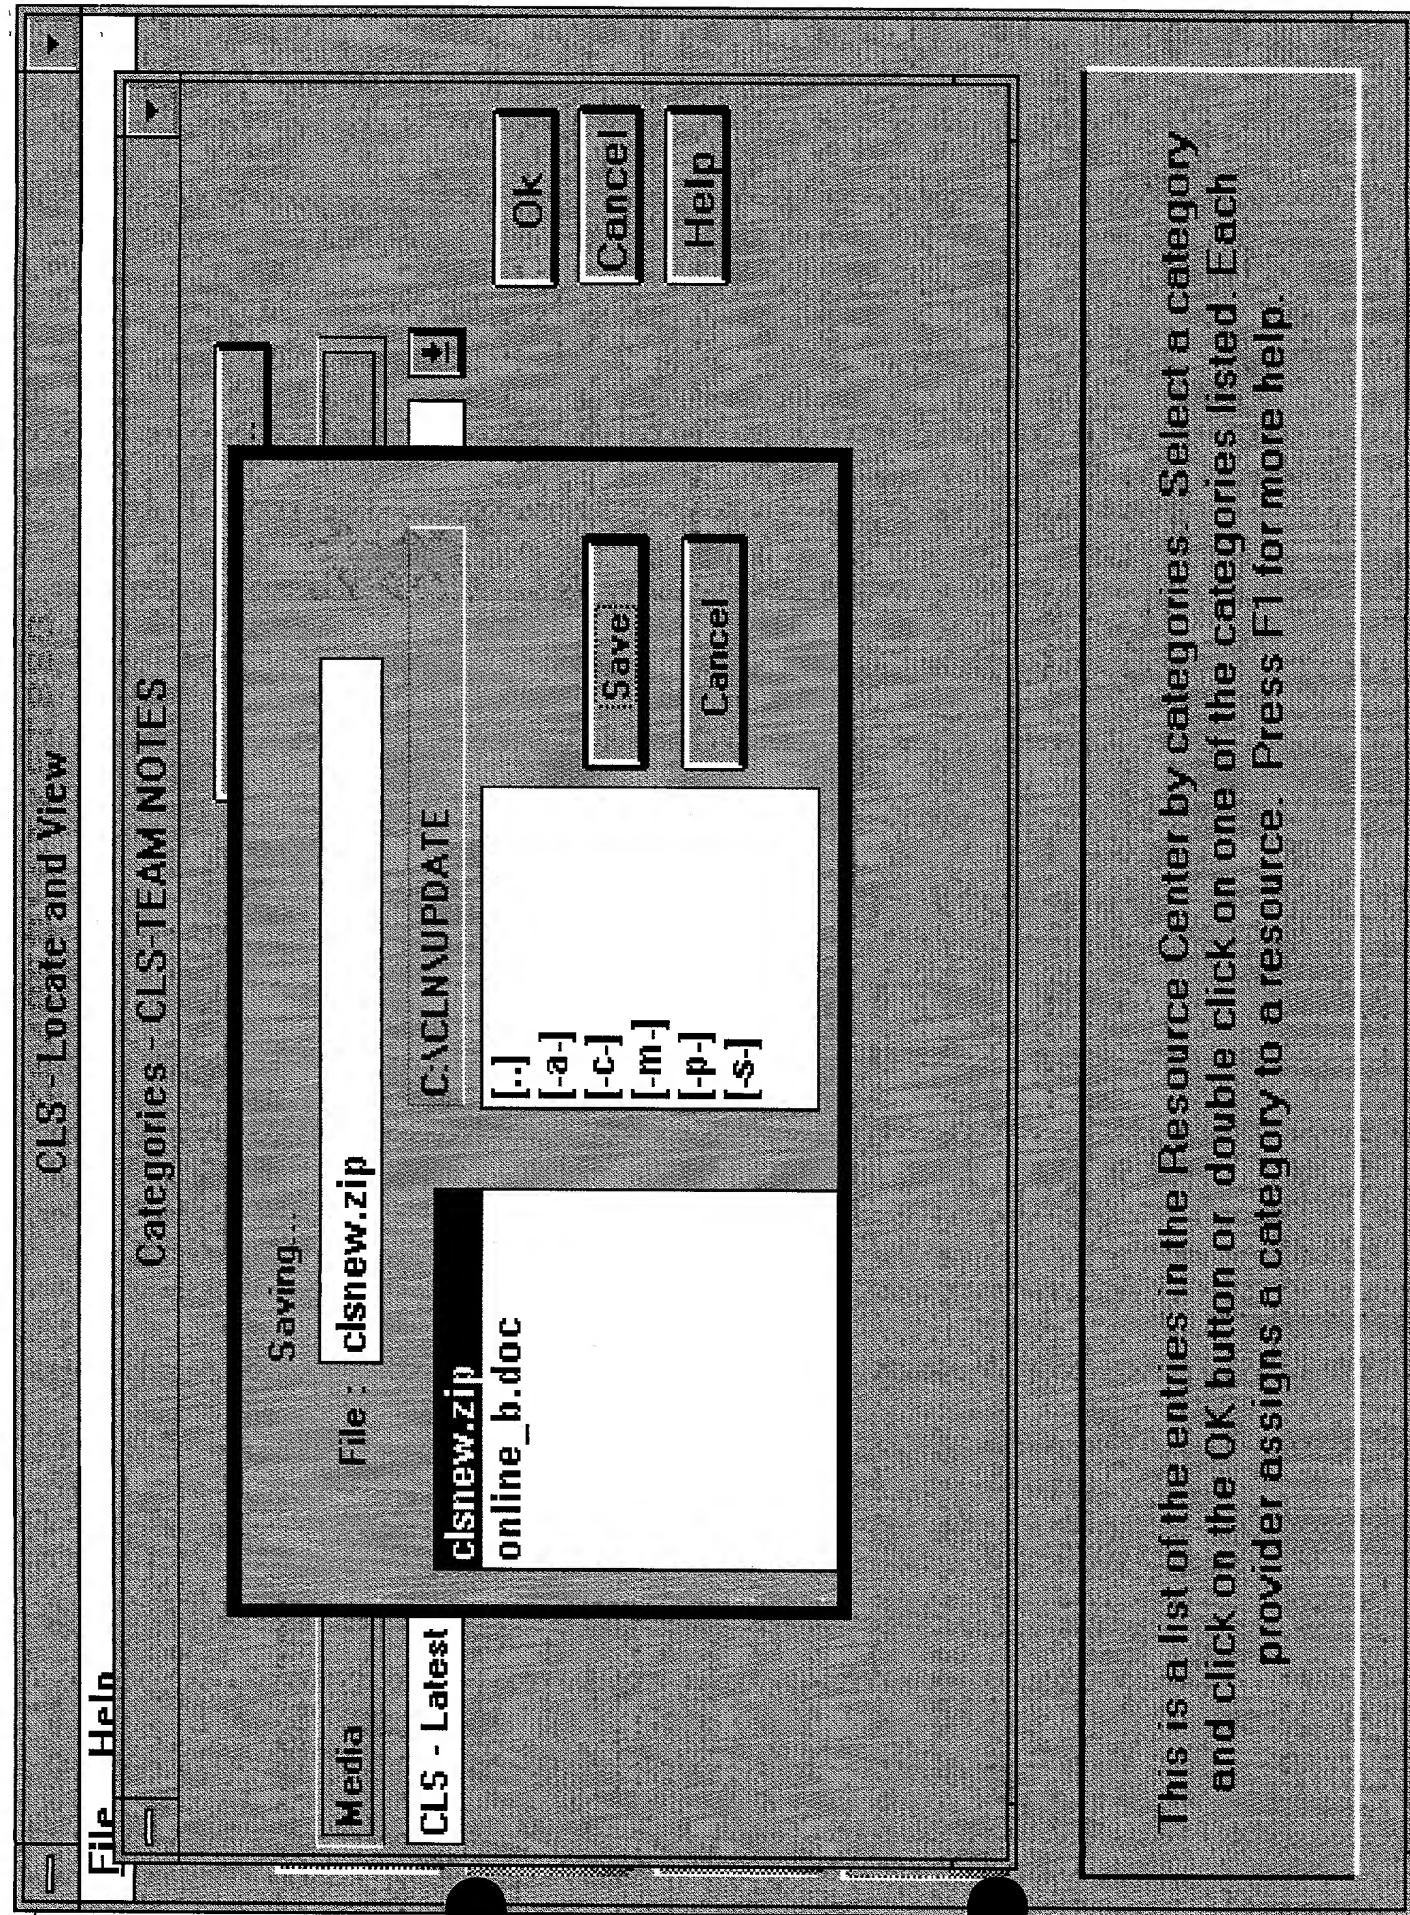 CLS - Locate and View
File Help
Categories - CLS-TEAM NOTES
Saving...
Media
File : clsnew.zip
CLS - Latest
C:\CLN\UPDATE
clsnew.zip
online_b.doc
[..]
[-a-]
[-c-]
[-m-]
[-p-]
[-s-]
Save
Cancel
Ok
Cancel
Help
This is a list of the entries in the Resource Center by categories. Select a category
and click on the OK button or double click on one of the categories listed. Each
provider assigns a category to a resource. Press F1 for more help.